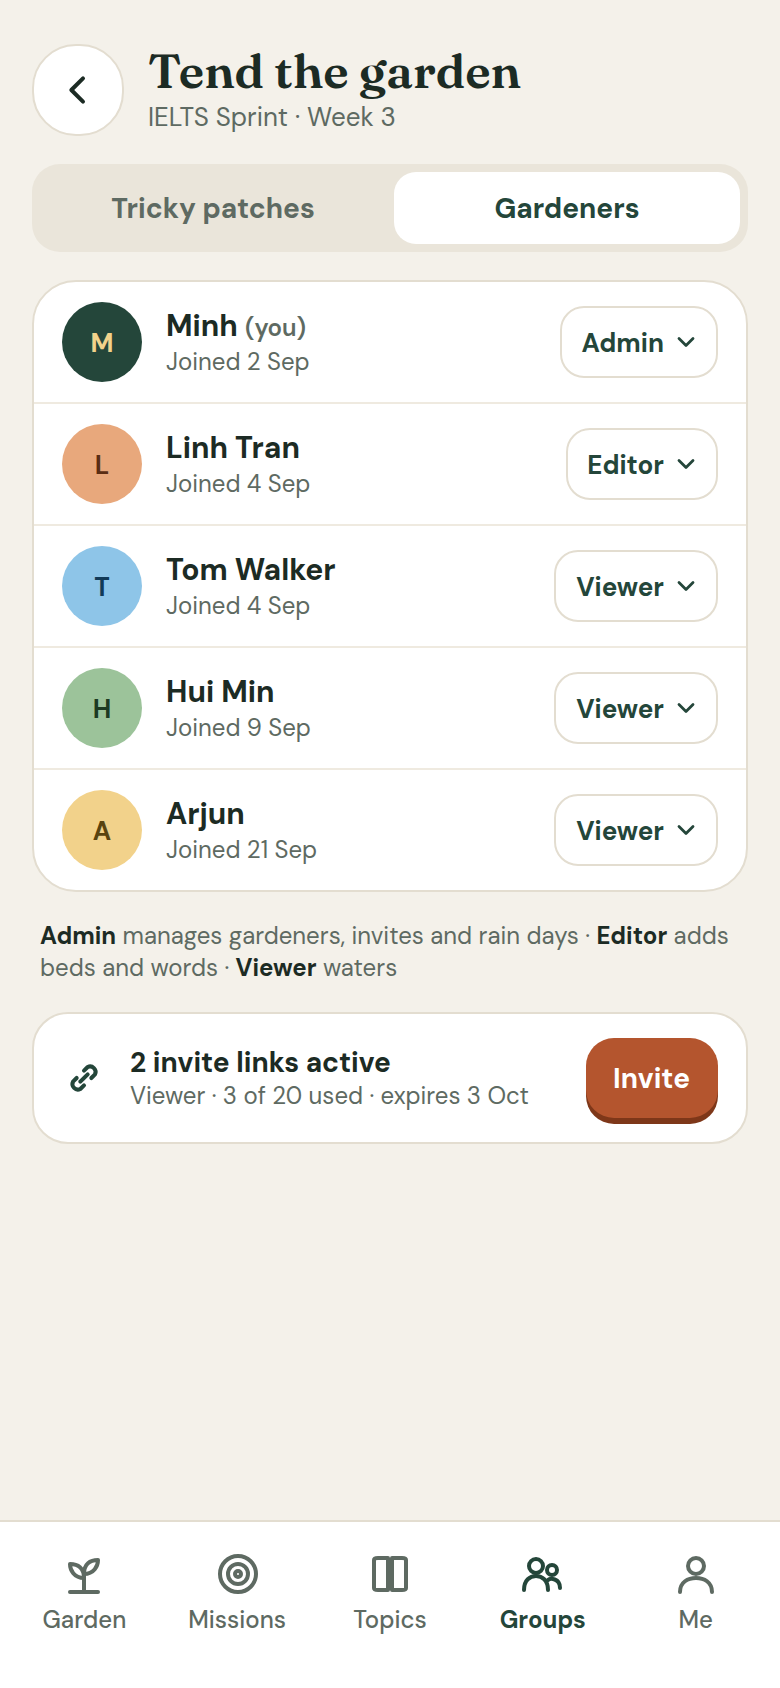 Tend the garden
IELTS Sprint · Week 3
Tricky patches
Gardeners
M
Minh (you)
Joined 2 Sep
Admin
L
Linh Tran
Joined 4 Sep
Editor
T
Tom Walker
Joined 4 Sep
Viewer
H
Hui Min
Joined 9 Sep
Viewer
A
Arjun
Joined 21 Sep
Viewer
Admin manages gardeners, invites and rain days · Editor adds
beds and words · Viewer waters
2 invite links active
Viewer · 3 of 20 used · expires 3 Oct
Invite
Garden
Missions
Topics
Groups
Me